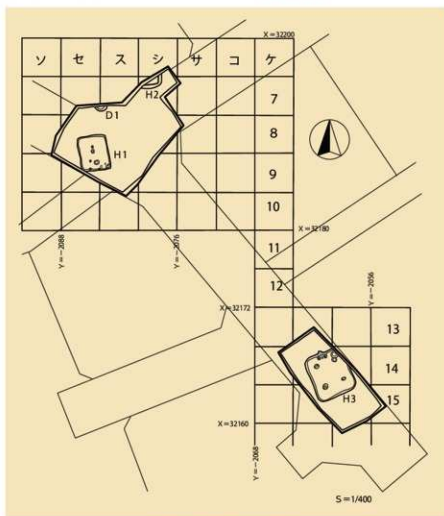 X=32200
ソ セ ス シ サ コ ケ
H2
7
D1
8
H1
9
10
X=32180
Y=-2088
Y=-2076
11
Y=-2056
12
X=32172
13
14
H3
15
X=32160
Y=-2068
S=1/400